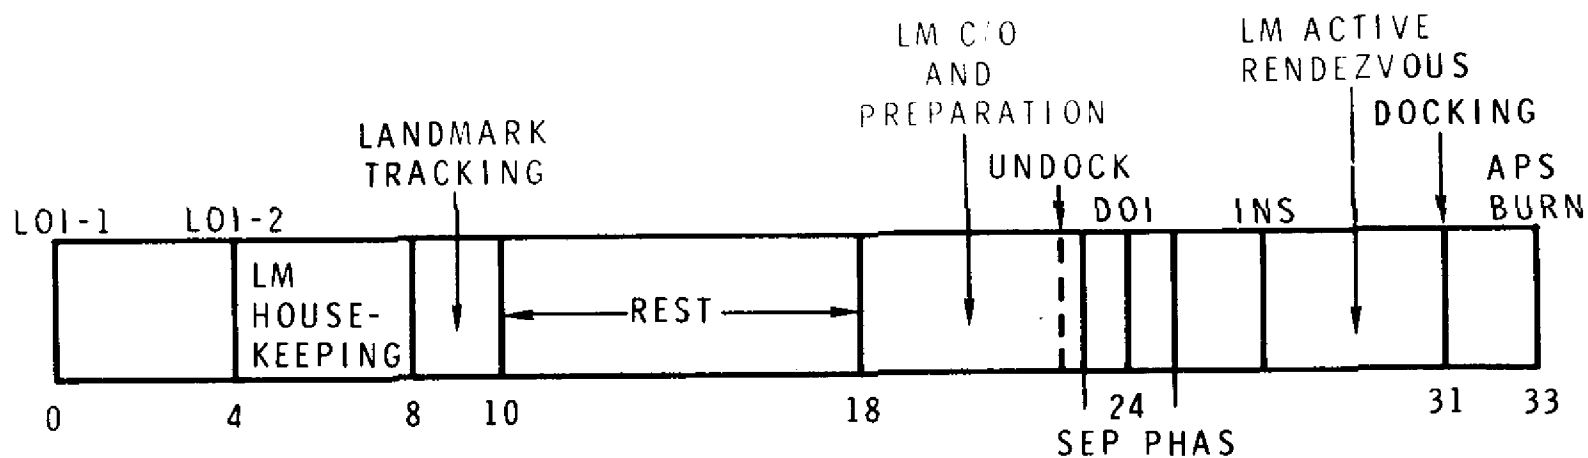 LM C/O
AND
PREPARATION
LM ACTIVE
RENDEZVOUS
LANDMARK
TRACKING
UNDOCK
DOCKING
APS
BURN
LOI-1
LOI-2
DOI
INS
LM
HOUSE-
KEEPING
REST
0
4
8
10
18
24
31
33
SEP PHAS